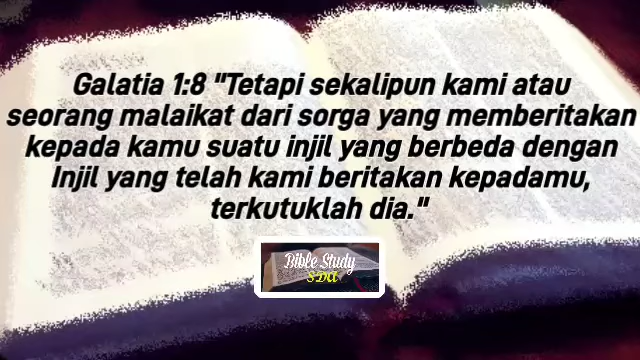 Galatia 1:8 "Tetapi sekalipun kami atau
seorang malaikat dari sorga yang memberitakan
kepada kamu suatu injil yang berbeda dengan
Injil yang telah kami beritakan kepadamu,
terkutuklah dia."
Bible Study
SDA